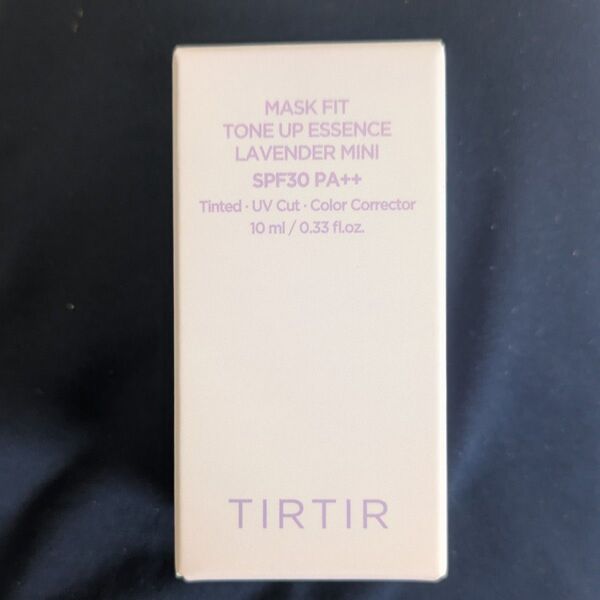 MASK FIT
TONE UP ESSENCE
LAVENDER MINI
SPF30 PA++
Tinted · UV Cut · Color Corrector
10 ml / 0.33 fl.oz.
TIRTIR